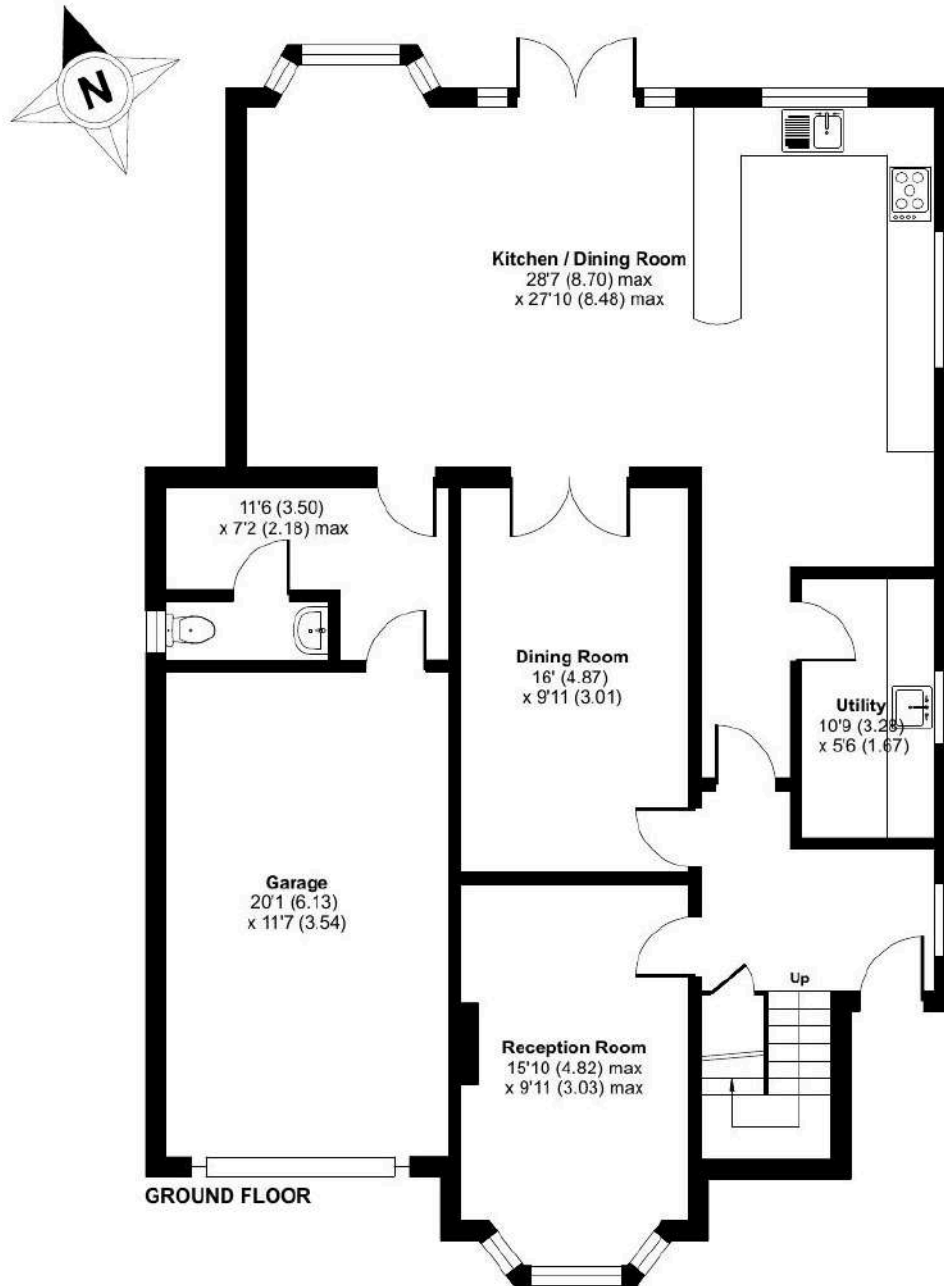 N
Kitchen / Dining Room
28'7 (8.70) max
x 27'10 (8.48) max
11'6 (3.50)
x 7'2 (2.18) max
Dining Room
16' (4.87)
x 9'11 (3.01)
Utility
10'9 (3.28)
x 5'6 (1.67)
Garage
20'1 (6.13)
x 11'7 (3.54)
Up
Reception Room
15'10 (4.82) max
x 9'11 (3.03) max
GROUND FLOOR